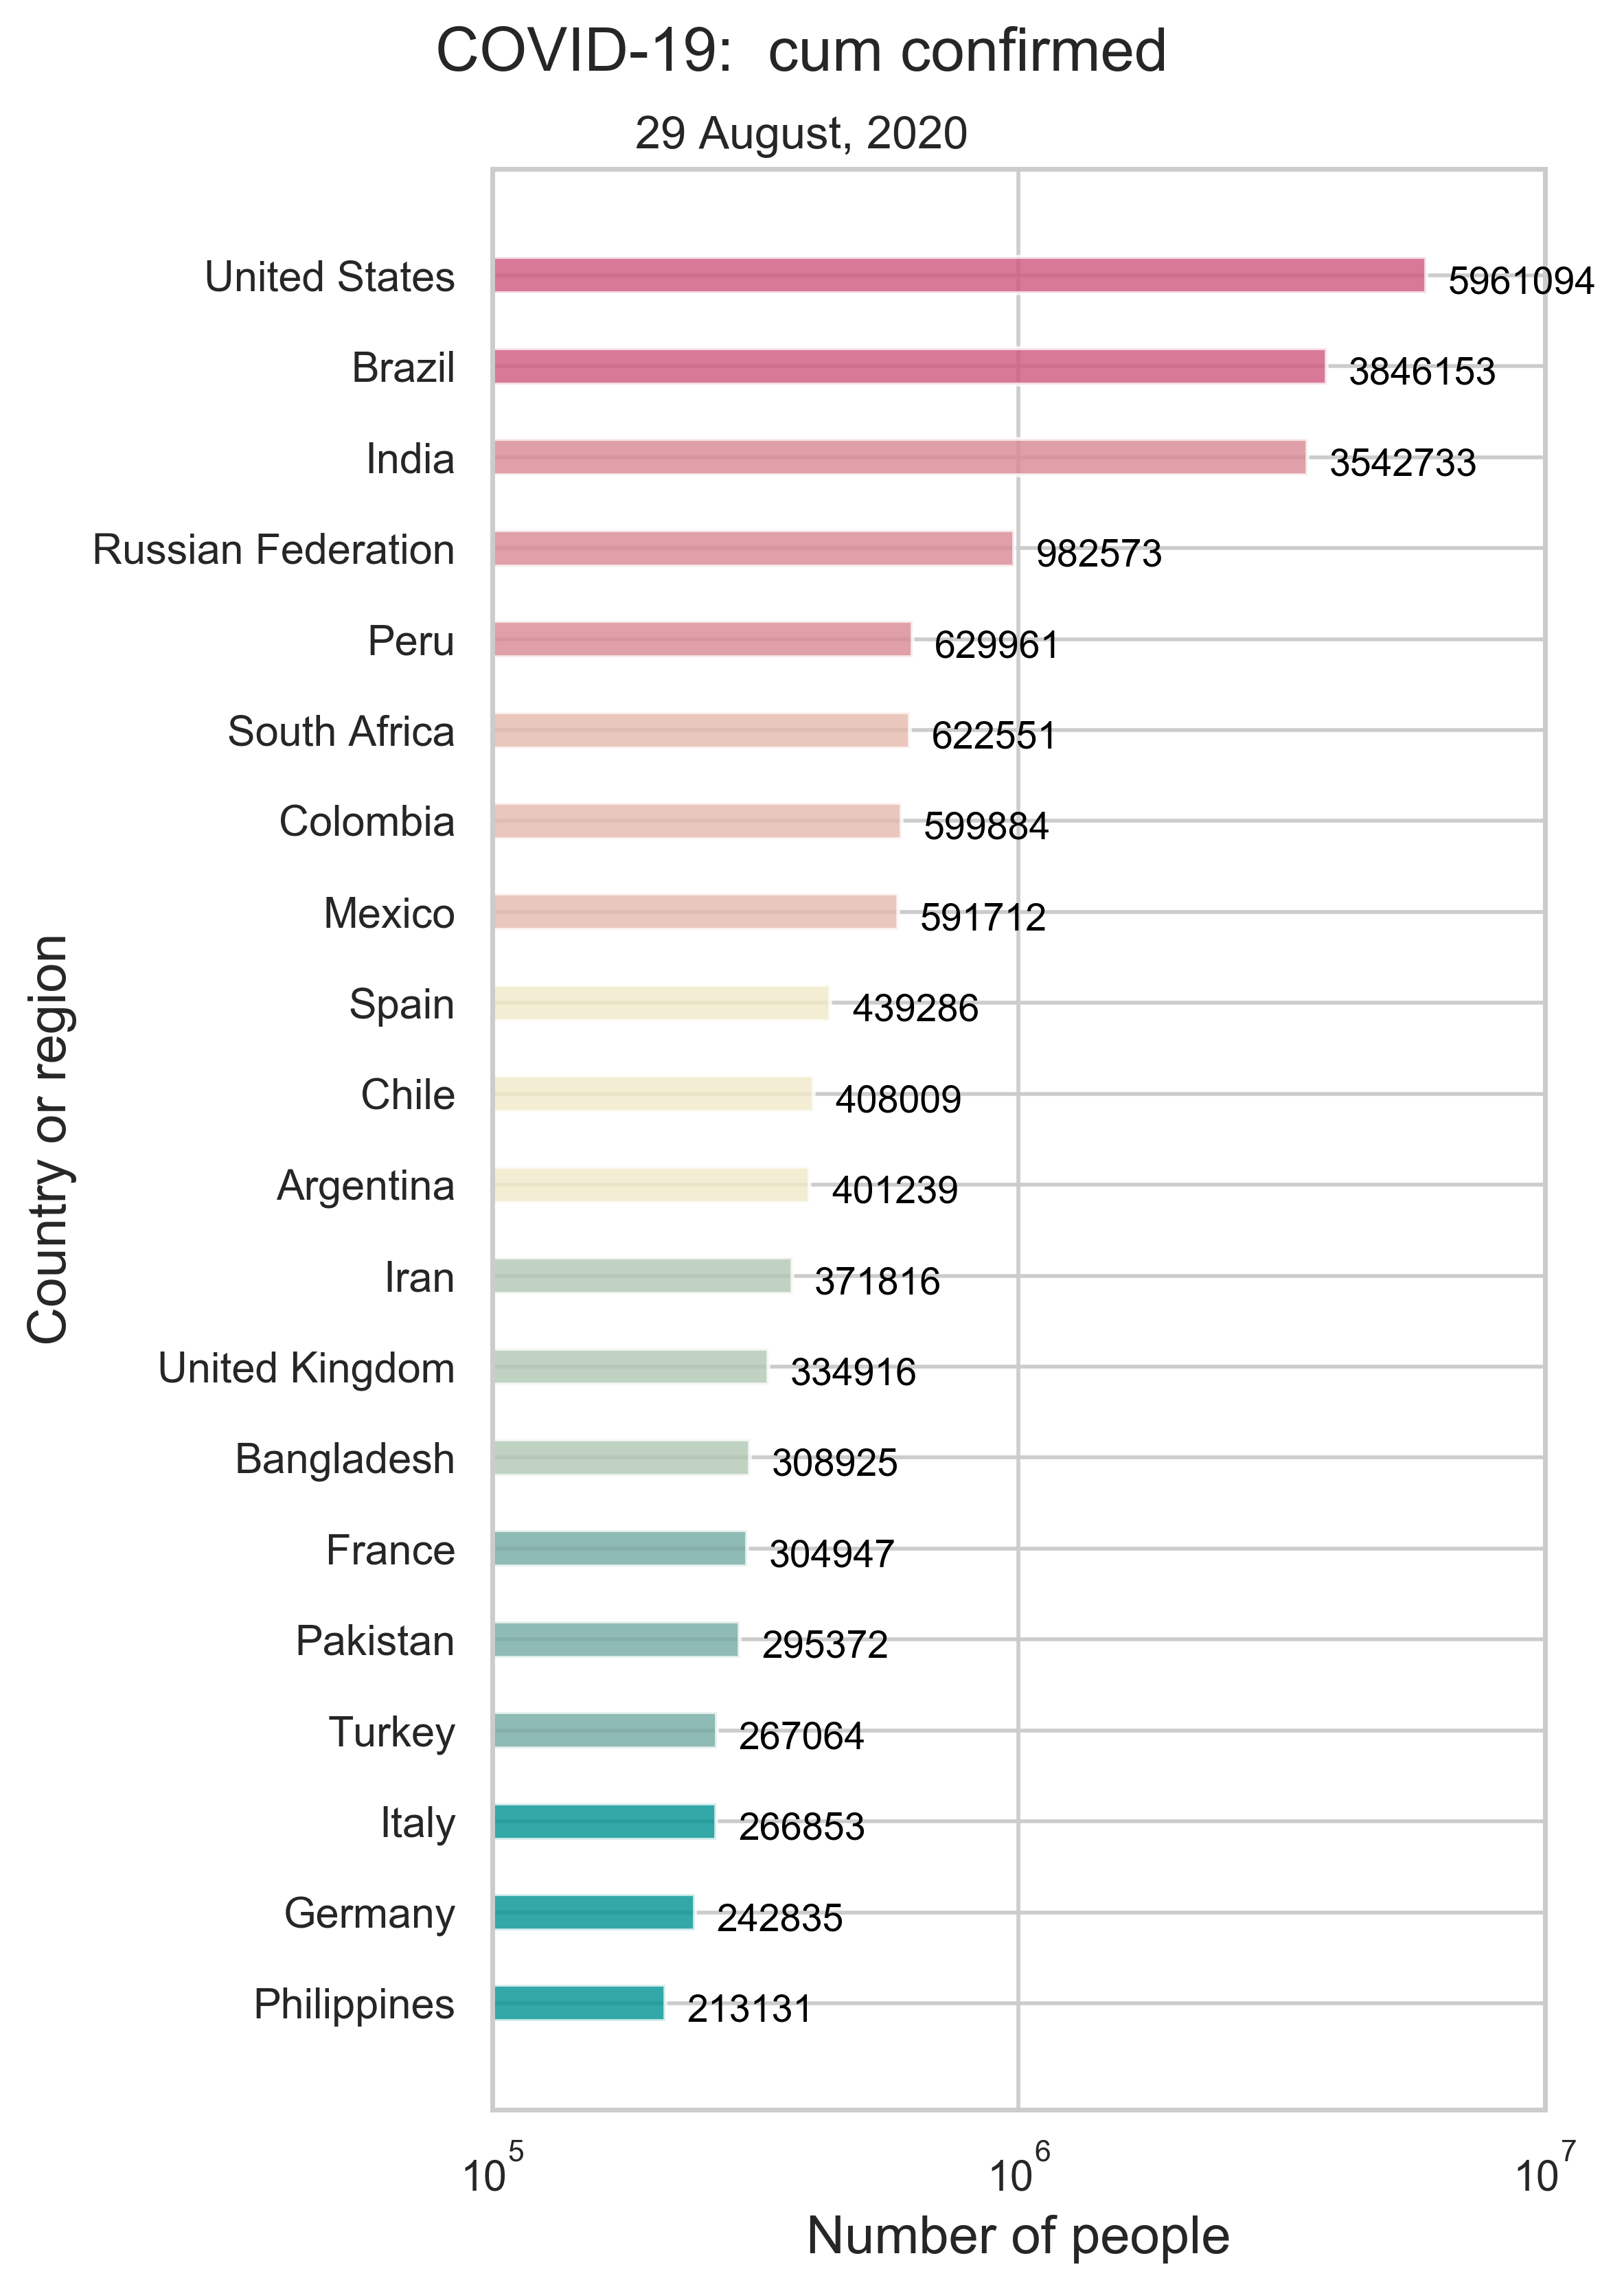 COVID-19:  cum confirmed
29 August, 2020
United States 5961094
Brazil 3846153
India 3542733
Russian Federation 982573
Peru 629961
South Africa 622551
Colombia 599884
Mexico 591712
Spain 439286
Chile 408009
Argentina 401239
Iran 371816
United Kingdom 334916
Bangladesh 308925
France 304947
Pakistan 295372
Turkey 267064
Italy 266853
Germany 242835
Philippines 213131
Country or region
10^5 10^6 10^7
Number of people